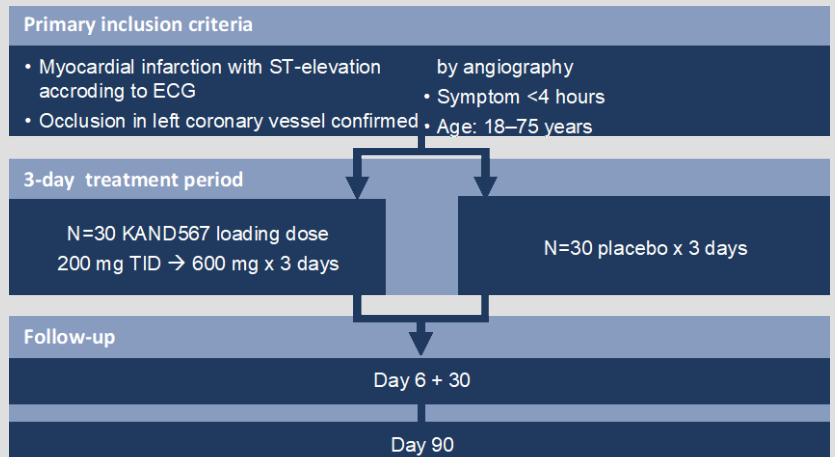 Primary inclusion criteria
• Myocardial infarction with ST-elevation
accroding to ECG
• Occlusion in left coronary vessel confirmed
by angiography
• Symptom <4 hours
• Age: 18–75 years
3-day treatment period
N=30 KAND567 loading dose
200 mg TID → 600 mg x 3 days
N=30 placebo x 3 days
Follow-up
Day 6 + 30
Day 90